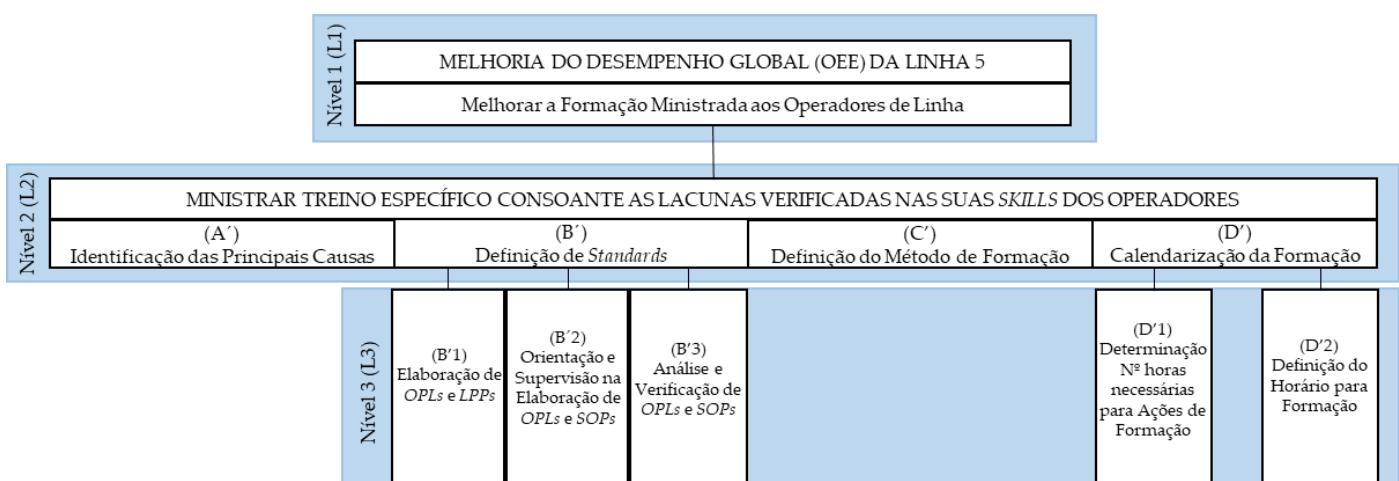 Nível 1 (L1)
MELHORIA DO DESEMPENHO GLOBAL (OEE) DA LINHA 5
Melhorar a Formação Ministrada aos Operadores de Linha
Nível 2 (L2)
MINISTRAR TREINO ESPECÍFICO CONSOANTE AS LACUNAS VERIFICADAS NAS SUAS SKILLS DOS OPERADORES
(A´)
Identificação das Principais Causas
(B´)
Definição de Standards
(C’)
Definição do Método de Formação
(D’)
Calendarização da Formação
Nível 3 (L3)
(B’1)
Elaboração de
OPLs e LPPs
(B´2)
Orientação e
Supervisão na
Elaboração de
OPLs e SOPs
(B’3)
Análise e
Verificação de
OPLs e SOPs
(D’1)
Determinação
Nº horas
necessárias
para Ações de
Formação
(D’2)
Definição do
Horário para
Formação